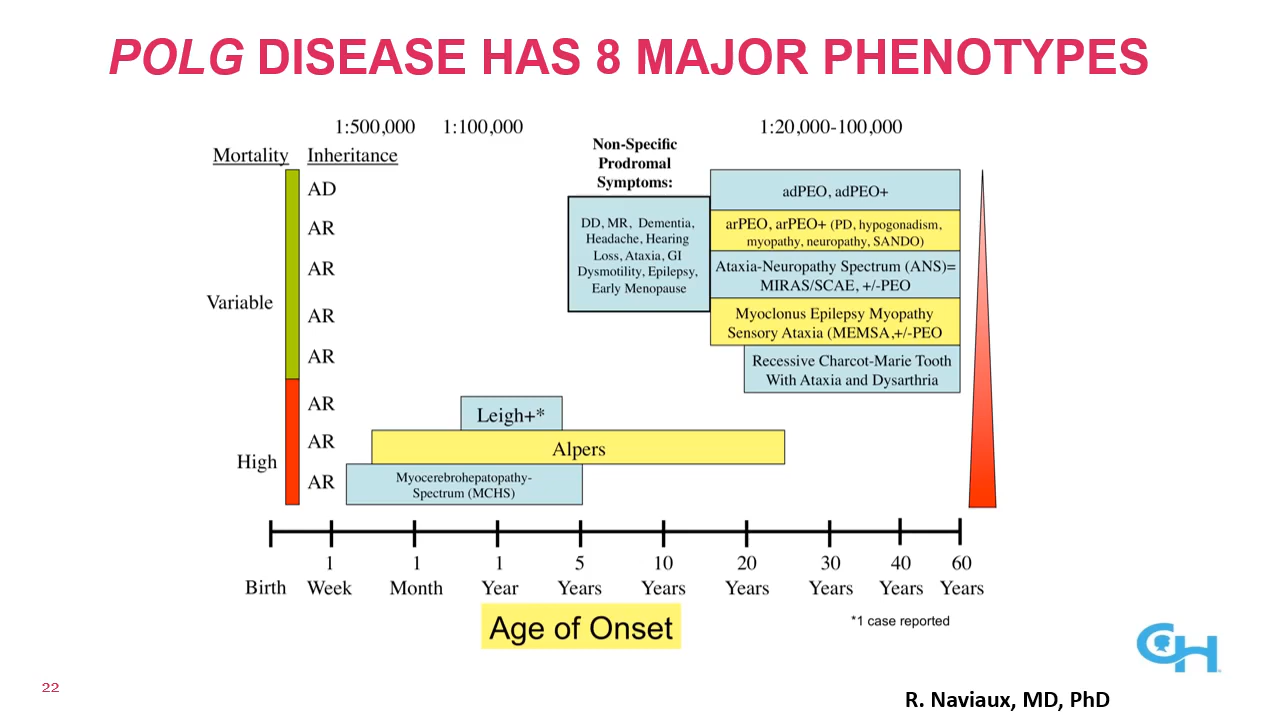 POLG DISEASE HAS 8 MAJOR PHENOTYPES
1:500,000
1:100,000
1:20,000-100,000
Mortality
Inheritance
Non-Specific
Prodromal
Symptoms:
AD
AR
AR
AR
AR
AR
AR
AR
Variable
High
DD, MR, Dementia,
Headache, Hearing
Loss, Ataxia, GI
Dysmotility, Epilepsy,
Early Menopause
adPEO, adPEO+
arPEO, arPEO+ (PD, hypogonadism,
myopathy, neuropathy, SANDO)
Ataxia-Neuropathy Spectrum (ANS)=
MIRAS/SCAE, +/-PEO
Myoclonus Epilepsy Myopathy
Sensory Ataxia (MEMSA,+/-PEO
Recessive Charcot-Marie Tooth
With Ataxia and Dysarthria
Leigh+*
Alpers
Myocerebrohepatopathy-
Spectrum (MCHS)
Birth
1
Week
1
Month
1
Year
5
Years
10
Years
20
Years
30
Years
40
Years
60
Years
Age of Onset
*1 case reported
CH
22
R. Naviaux, MD, PhD